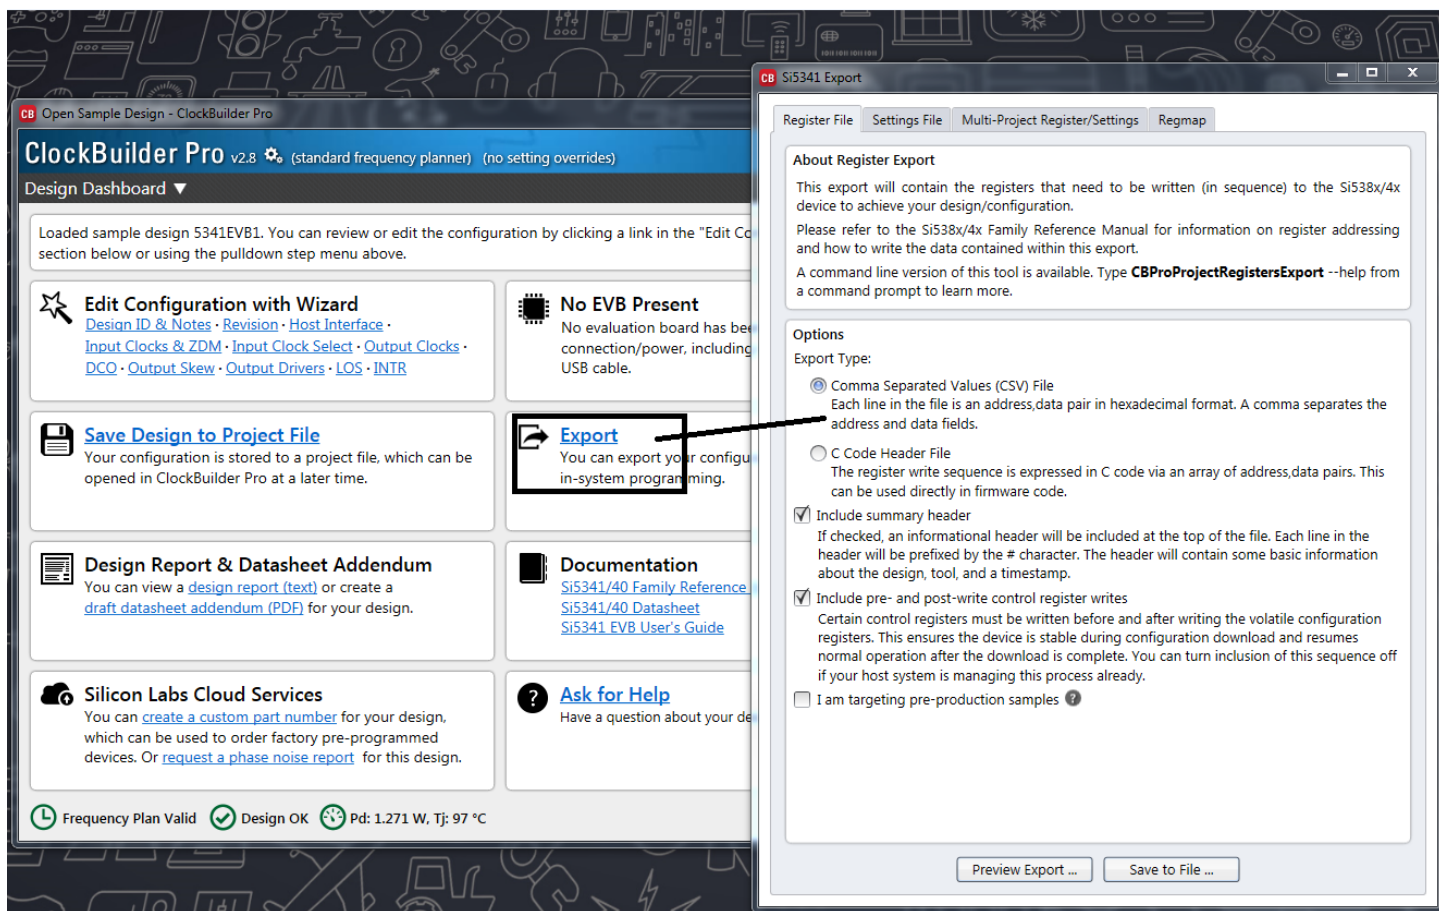 Open Sample Design - ClockBuilder Pro
ClockBuilder Pro v2.8 (standard frequency planner) (no setting overrides)
Design Dashboard ▼
Loaded sample design 5341EVB1. You can review or edit the configuration by clicking a link in the "Edit Co
section below or using the pulldown step menu above.
Edit Configuration with Wizard
Design ID & Notes · Revision · Host Interface ·
Input Clocks & ZDM · Input Clock Select · Output Clocks ·
DCO · Output Skew · Output Drivers · LOS · INTR
No EVB Present
No evaluation board has bee
connection/power, including
USB cable.
Save Design to Project File
Your configuration is stored to a project file, which can be
opened in ClockBuilder Pro at a later time.
Export
You can export your configu
in-system programming.
Design Report & Datasheet Addendum
You can view a design report (text) or create a
draft datasheet addendum (PDF) for your design.
Documentation
Si5341/40 Family Reference
Si5341/40 Datasheet
Si5341 EVB User's Guide
Silicon Labs Cloud Services
You can create a custom part number for your design,
which can be used to order factory pre-programmed
devices. Or request a phase noise report for this design.
Ask for Help
Have a question about your de
Frequency Plan Valid Design OK Pd: 1.271 W, Tj: 97 °C
CB Si5341 Export
Register File Settings File Multi-Project Register/Settings Regmap
About Register Export
This export will contain the registers that need to be written (in sequence) to the Si538x/4x
device to achieve your design/configuration.
Please refer to the Si538x/4x Family Reference Manual for information on register addressing
and how to write the data contained within this export.
A command line version of this tool is available. Type CBProProjectRegistersExport --help from
a command prompt to learn more.
Options
Export Type:
Comma Separated Values (CSV) File
Each line in the file is an address,data pair in hexadecimal format. A comma separates the
address and data fields.
C Code Header File
The register write sequence is expressed in C code via an array of address,data pairs. This
can be used directly in firmware code.
Include summary header
If checked, an informational header will be included at the top of the file. Each line in the
header will be prefixed by the # character. The header will contain some basic information
about the design, tool, and a timestamp.
Include pre- and post-write control register writes
Certain control registers must be written before and after writing the volatile configuration
registers. This ensures the device is stable during configuration download and resumes
normal operation after the download is complete. You can turn inclusion of this sequence off
if your host system is managing this process already.
I am targeting pre-production samples ?
Preview Export ... Save to File ...